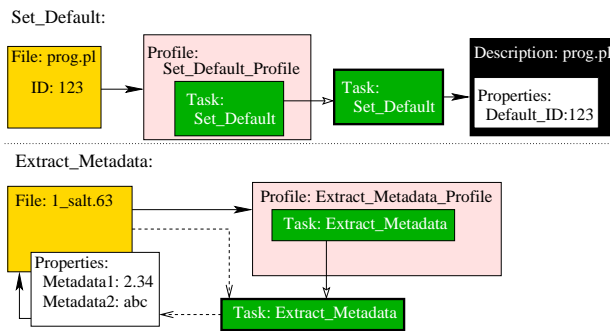 Set_Default:
File: prog.pl
ID: 123
Profile:
Set_Default_Profile
Task:
Set_Default
Task:
Set_Default
Description: prog.pl
Properties:
Default_ID:123
Extract_Metadata:
File: 1_salt.63
Properties:
Metadata1: 2.34
Metadata2: abc
Profile: Extract_Metadata_Profile
Task: Extract_Metadata
Task: Extract_Metadata